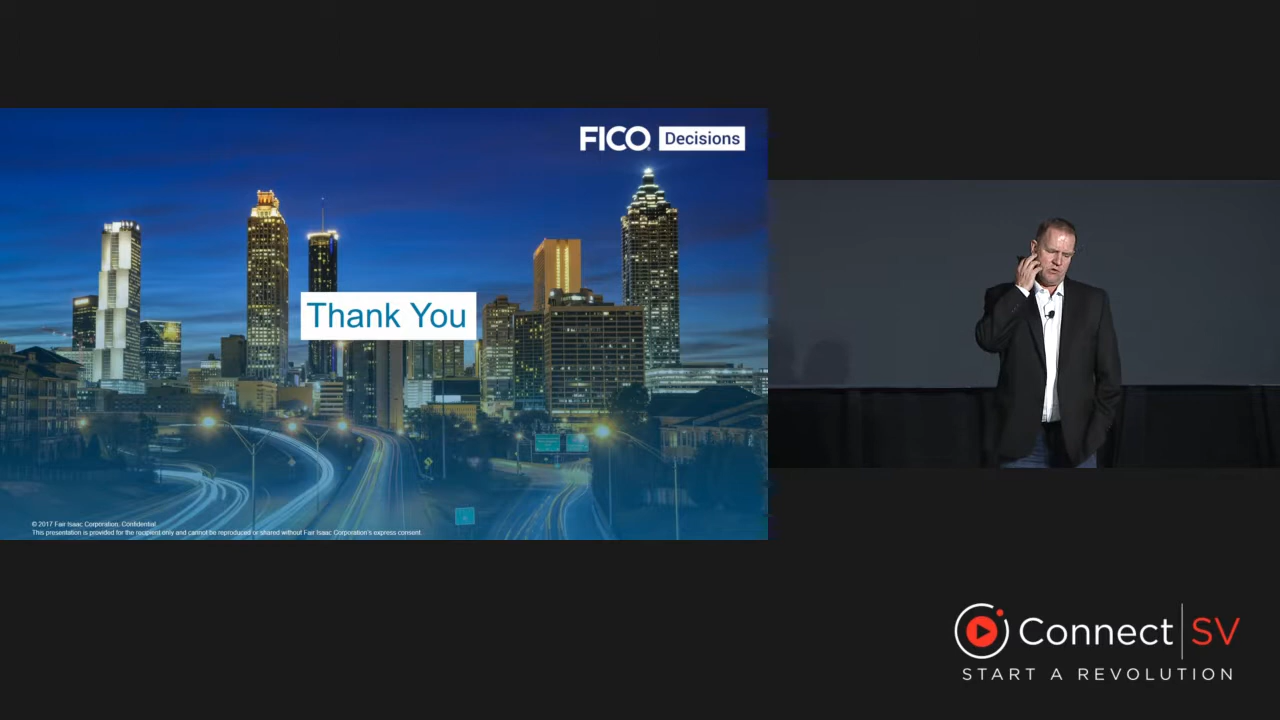 FICO Decisions
Thank You
© 2017 Fair Isaac Corporation. Confidential.
This presentation is provided for the recipient only and cannot be reproduced or shared without Fair Isaac Corporation's express consent.
Connect SV
START A REVOLUTION